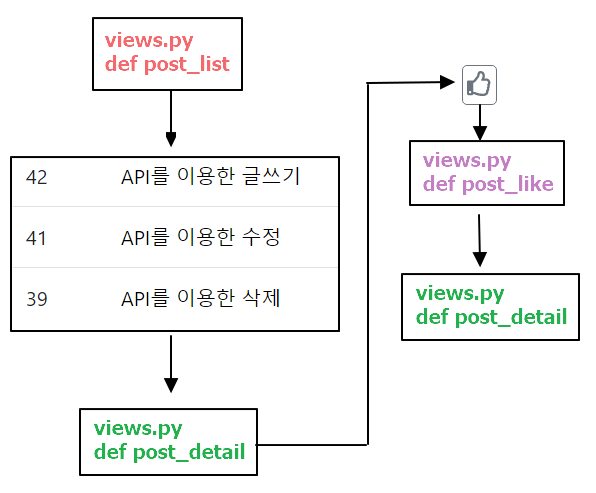 views.py
def post_list
42 API를 이용한 글쓰기
41 API를 이용한 수정
39 API를 이용한 삭제
views.py
def post_detail
views.py
def post_like
views.py
def post_detail